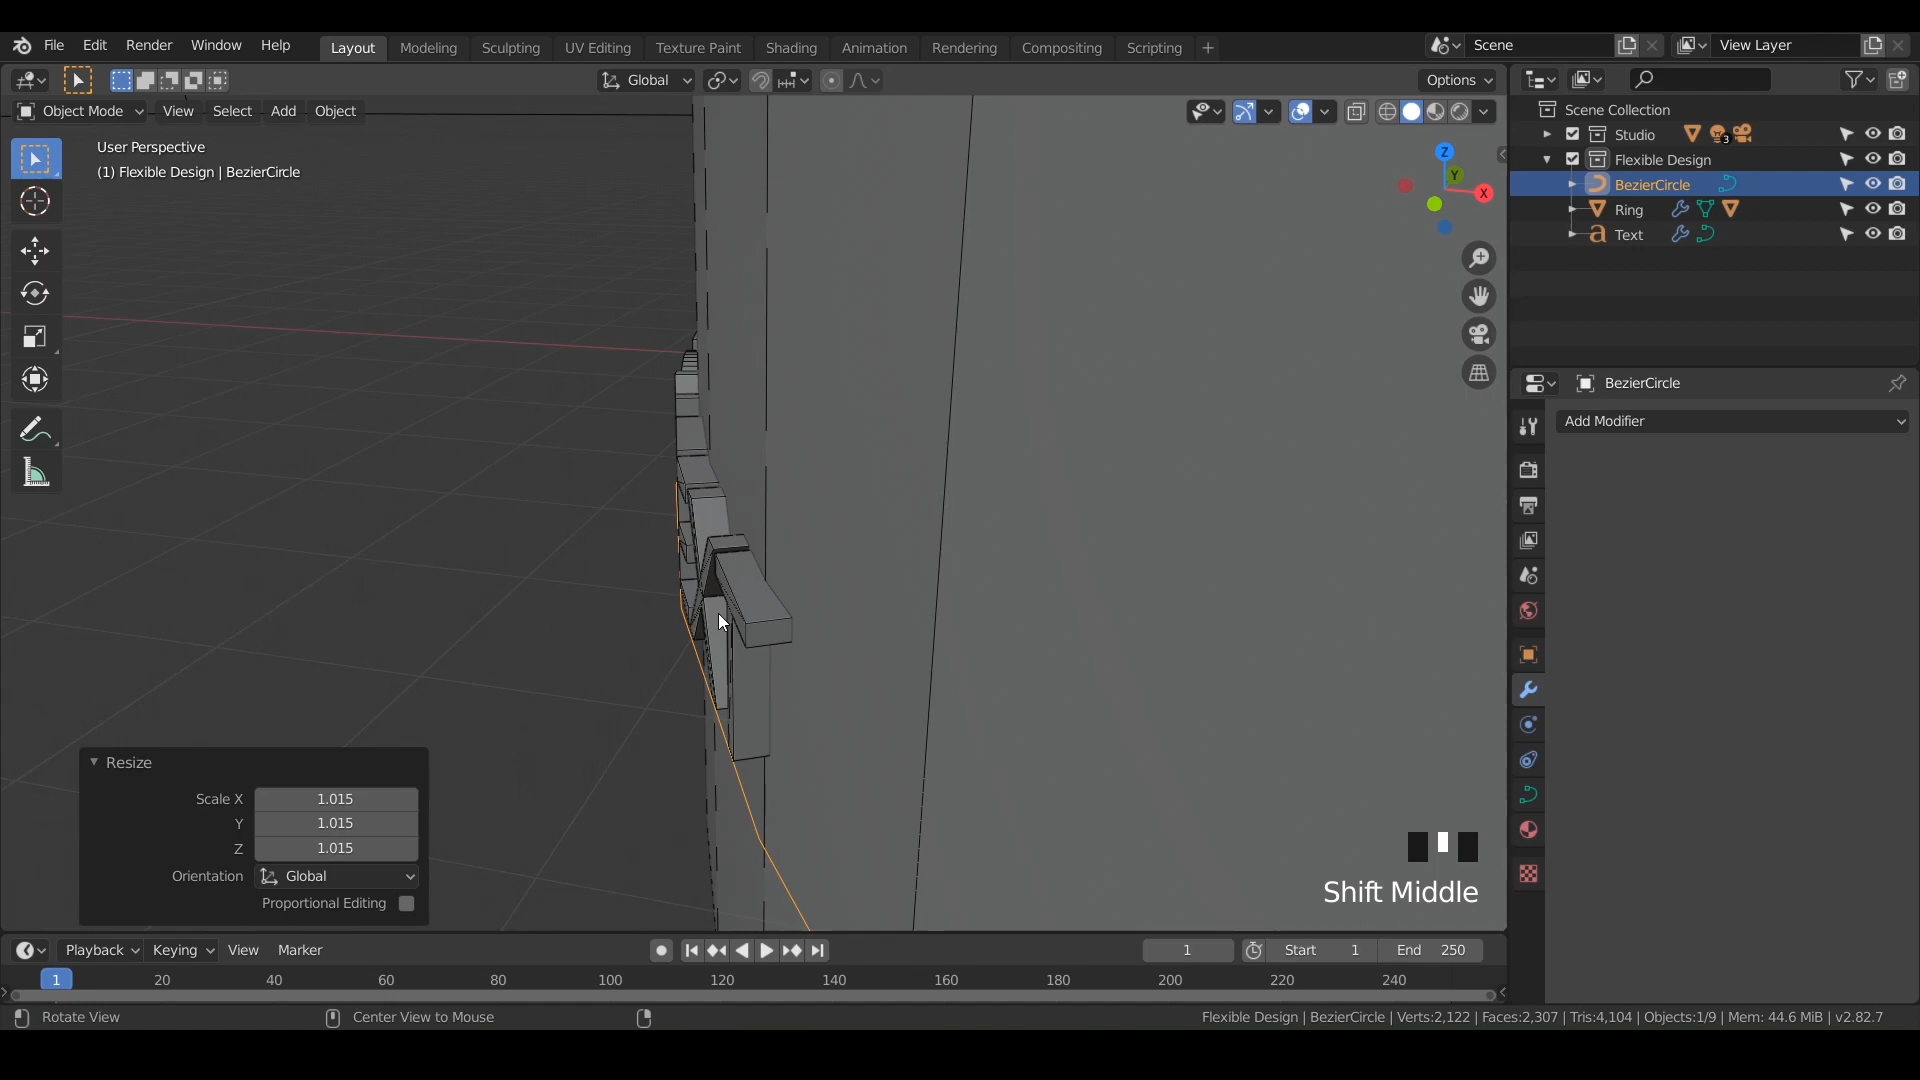 File Edit Render Window Help Layout Modeling Sculpting UV Editing Texture Paint Shading Animation Rendering Compositing Scripting + Scene View Layer
Global Options
Object Mode View Select Add Object
Scene Collection
Studio 3
Flexible Design
BezierCircle
Ring
Text
User Perspective
(1) Flexible Design | BezierCircle
Z
Y
X
BezierCircle
Add Modifier
Resize
Scale X 1.015
Y 1.015
Z 1.015
Orientation Global
Proportional Editing
Shift Middle
Playback Keying View Marker 1 Start 1 End 250
1 20 40 60 80 100 120 140 160 180 200 220 240
Rotate View Center View to Mouse Flexible Design | BezierCircle | Verts:2,122 | Faces:2,307 | Tris:4,104 | Objects:1/9 | Mem: 44.6 MiB | v2.82.7